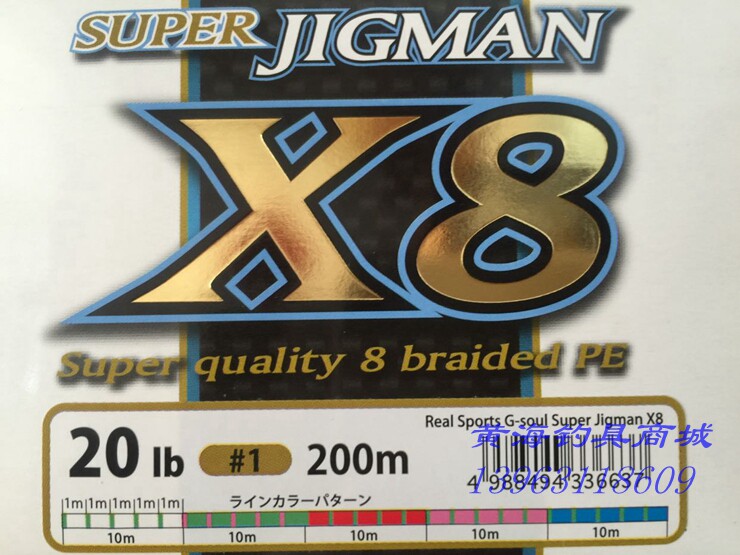 SUPER JIGMAN
X8
Super quality 8 braided PE
Real Sports G-soul Super Jigman X8
20 lb #1 200m
黄海钓具商城
4 988494 336637
13963118609
1m 1m 1m 1m 1m ラインカラーパターン
10m 10m 10m 10m 10m